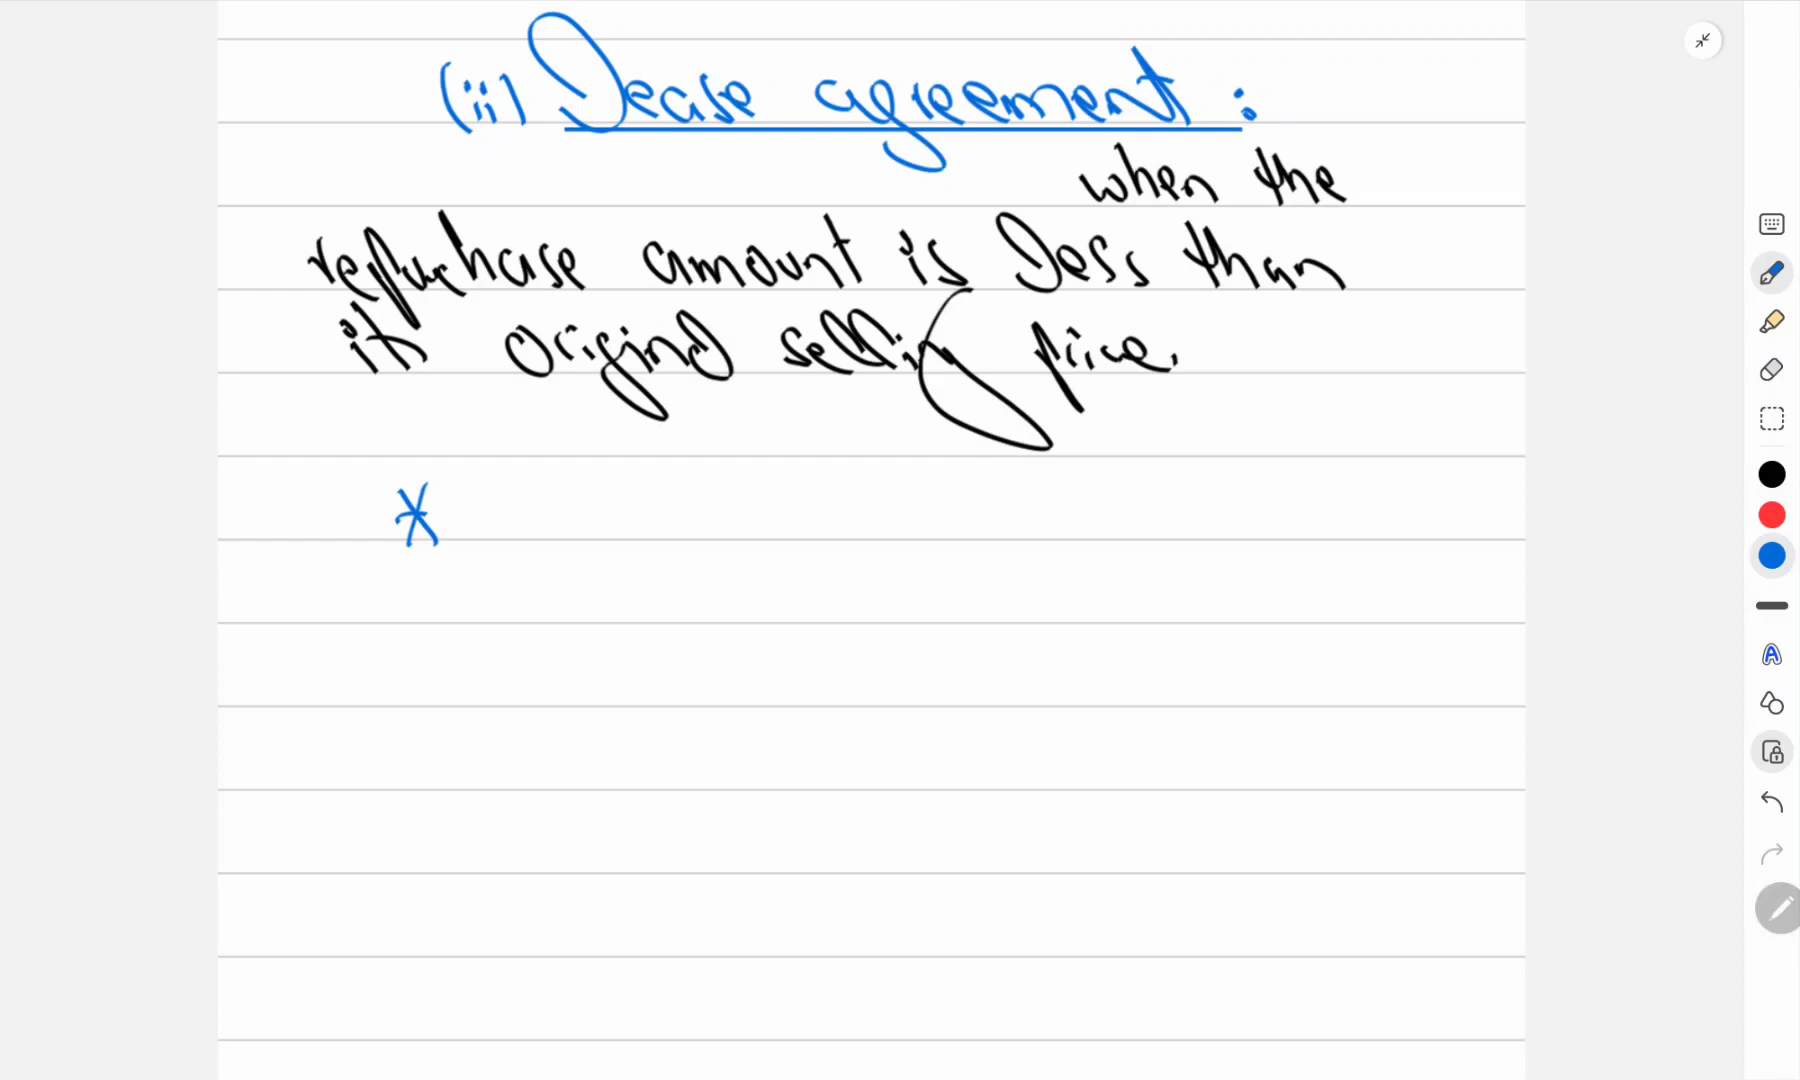 (ii) Lease agreement :
when the
repurchase amount is less than
its original selling price.
*